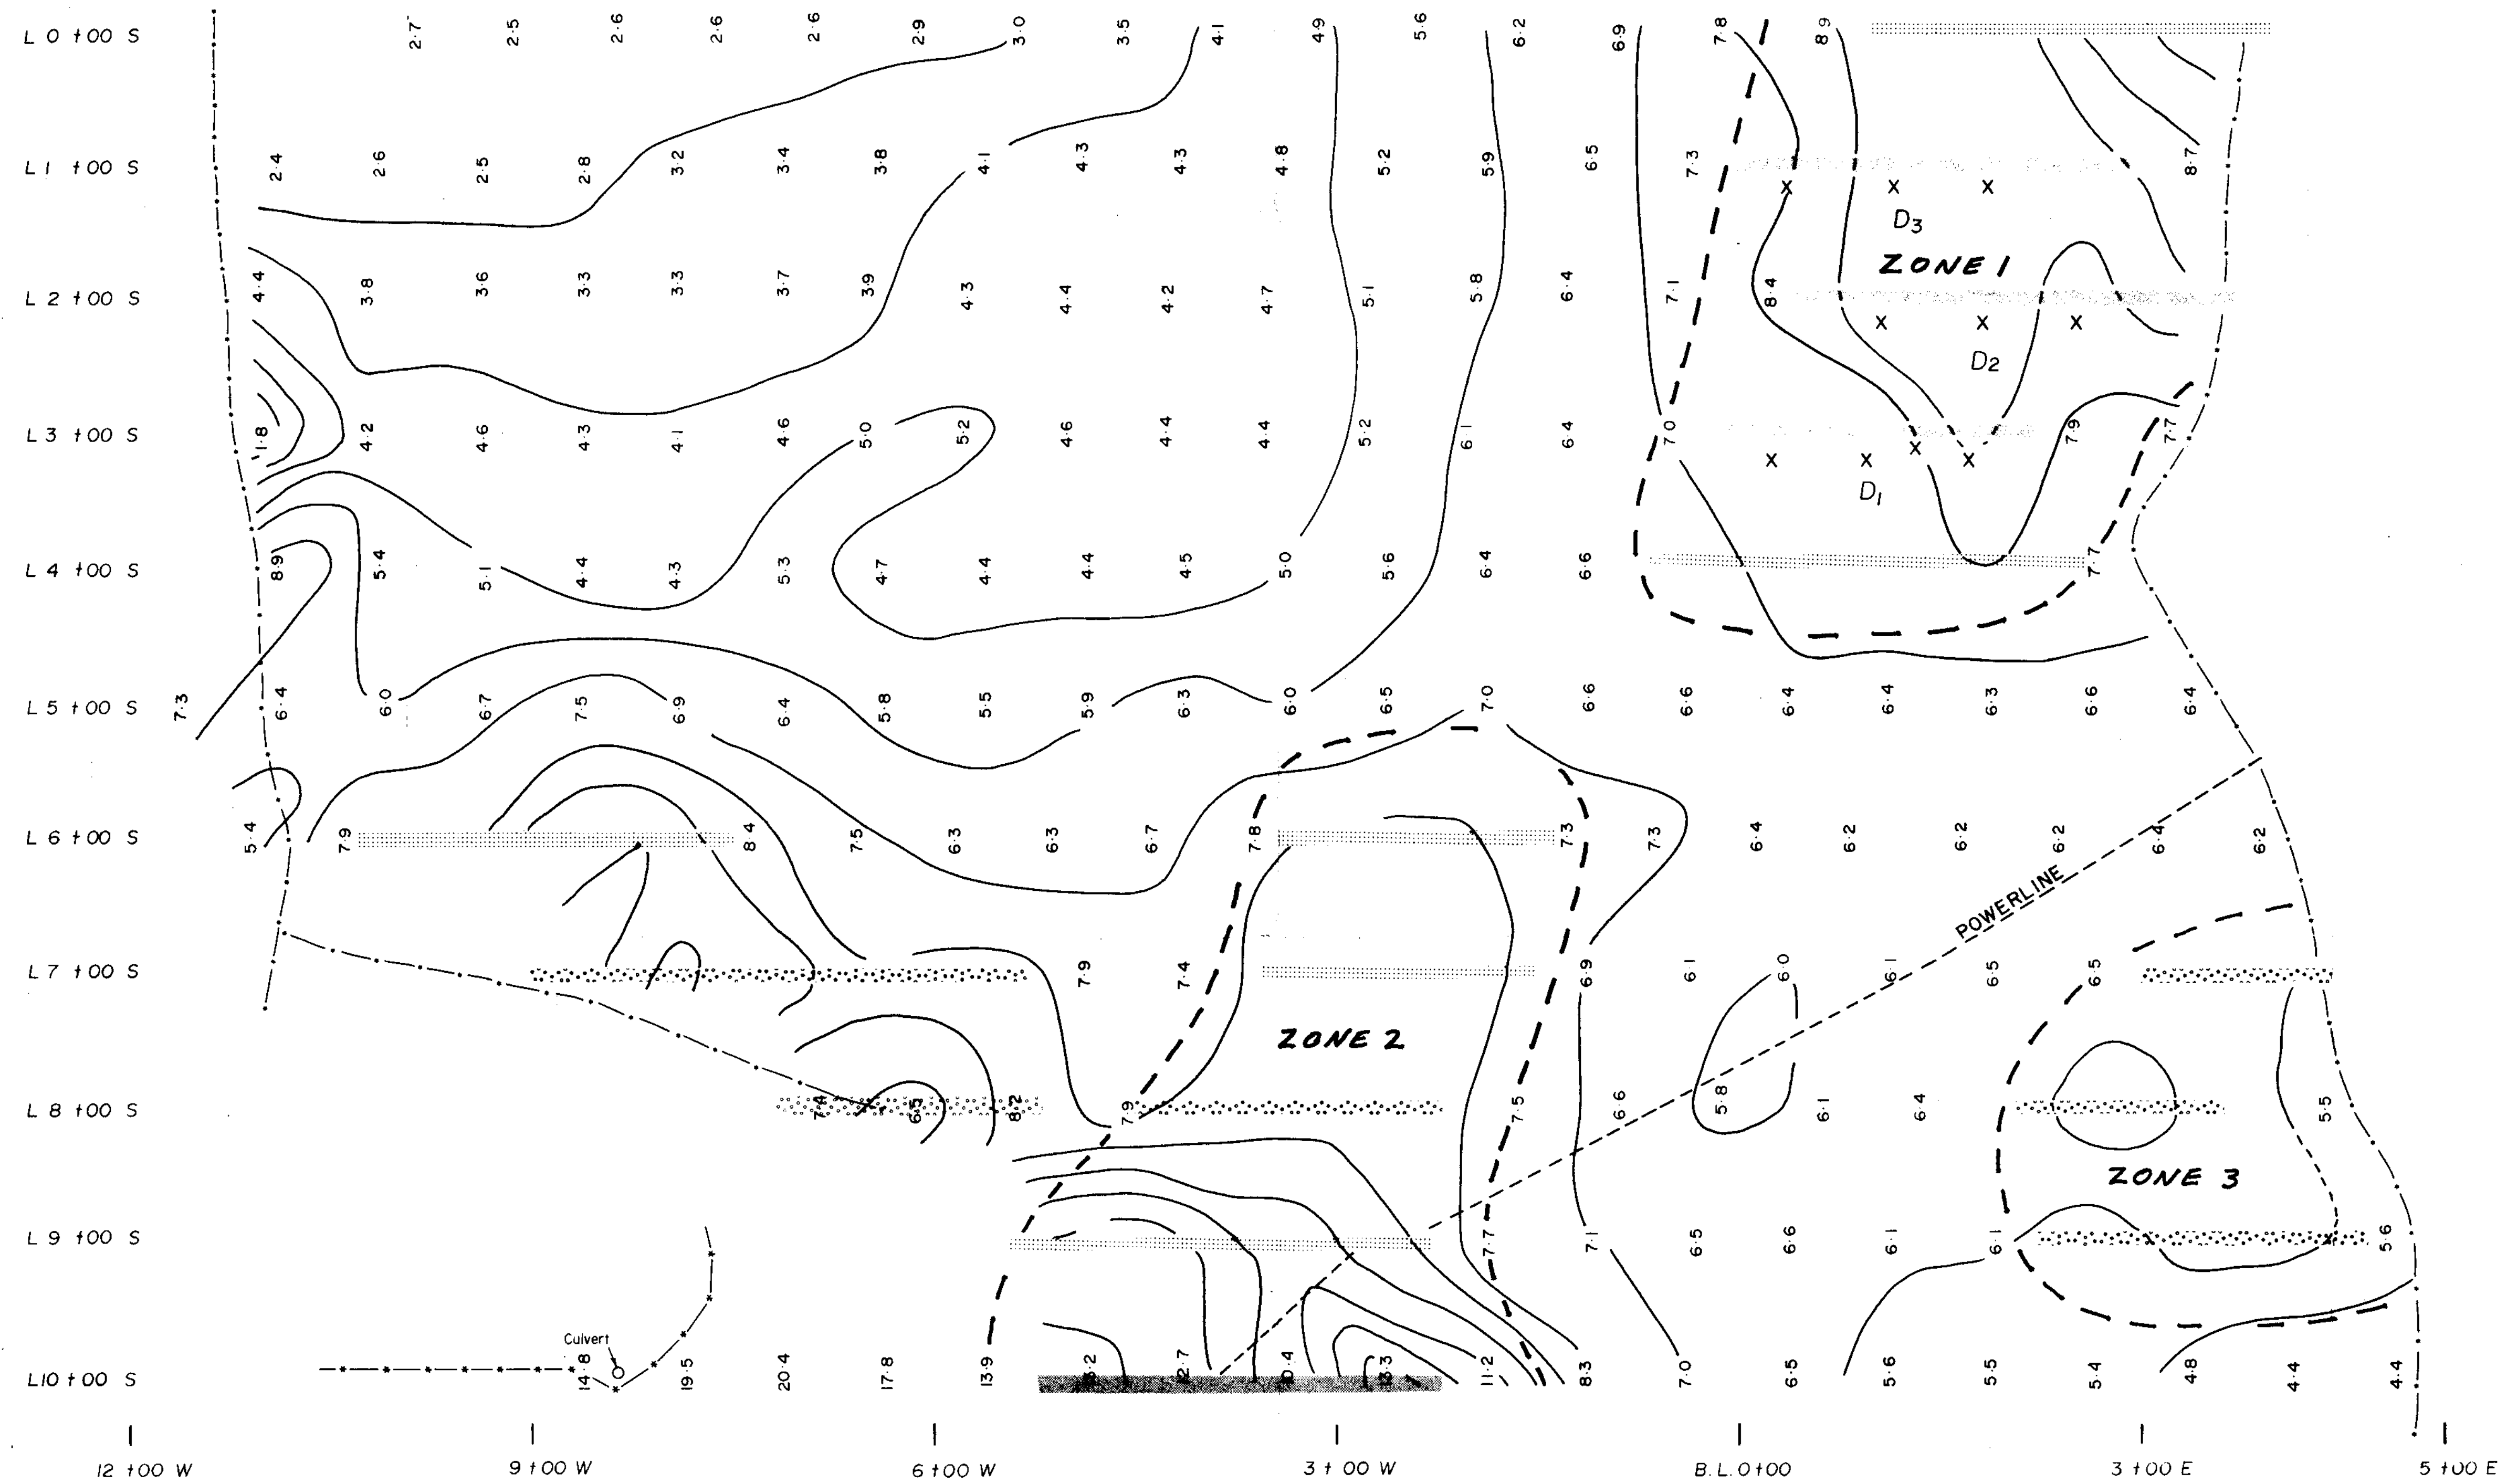 L 0 +00 S 2·7 2·5 2·6 2·6 2·6 2·9 3·0 3·5 4·1 4·9 5·6 6·2 6·9 7·8 8·9
L 1 +00 S 2·4 2·6 2·5 2·8 3·2 3·4 3·8 4·1 4·3 4·3 4·8 5·2 5·9 6·5 7·3 8·7
X X X
D3
ZONE 1
L 2 +00 S 4·4 3·8 3·6 3·3 3·3 3·7 3·9 4·3 4·4 4·2 4·7 5·1 5·8 6·4 7·1 8·4
X X X
D2
L 3 +00 S 1·8 4·2 4·6 4·3 4·1 4·6 5·0 5·2 4·6 4·4 4·4 5·2 6·1 6·4 7·0 7·9 7·7
X X X X
D1
L 4 +00 S 8·9 5·4 5·1 4·4 4·3 5·3 4·7 4·4 4·4 4·5 5·0 5·6 6·4 6·6 7·7
L 5 +00 S 7·3 6·4 6·0 6·7 7·5 6·9 6·4 5·8 5·5 5·9 6·3 6·0 6·5 7·0 6·6 6·6 6·4 6·4 6·3 6·6 6·4
L 6 +00 S 5·4 7·9 8·4 7·5 6·3 6·3 6·7 7·8 7·3 7·3 6·4 6·2 6·2 6·2 6·4 6·2
POWERLINE
L 7 +00 S 7·9 7·4 6·9 6·1 6·0 6·1 6·5 6·5
ZONE 2
L 8 +00 S 6·5 8·2 7·9 7·5 6·6 5·8 6·1 6·4 5·5
ZONE 3
L 9 +00 S 7·7 7·1 6·5 6·6 6·1 6·1 5·6
Culvert
L10 +00 S 14·8 19·5 20·4 17·8 13·9 12·7 10·4 13·3 11·2 8·3 7·0 6·5 5·6 5·5 5·4 4·8 4·4 4·4
12 +00 W 9 +00 W 6 +00 W 3 +00 W B.L. 0+00 3 +00 E 5 +00 E